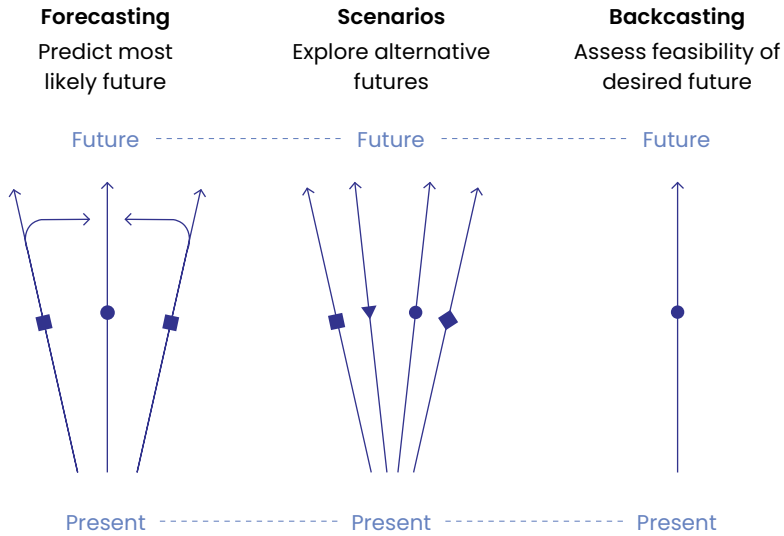 Forecasting
Predict most
likely future
Scenarios
Explore alternative
futures
Backcasting
Assess feasibility of
desired future
Future
Future
Future
Present
Present
Present